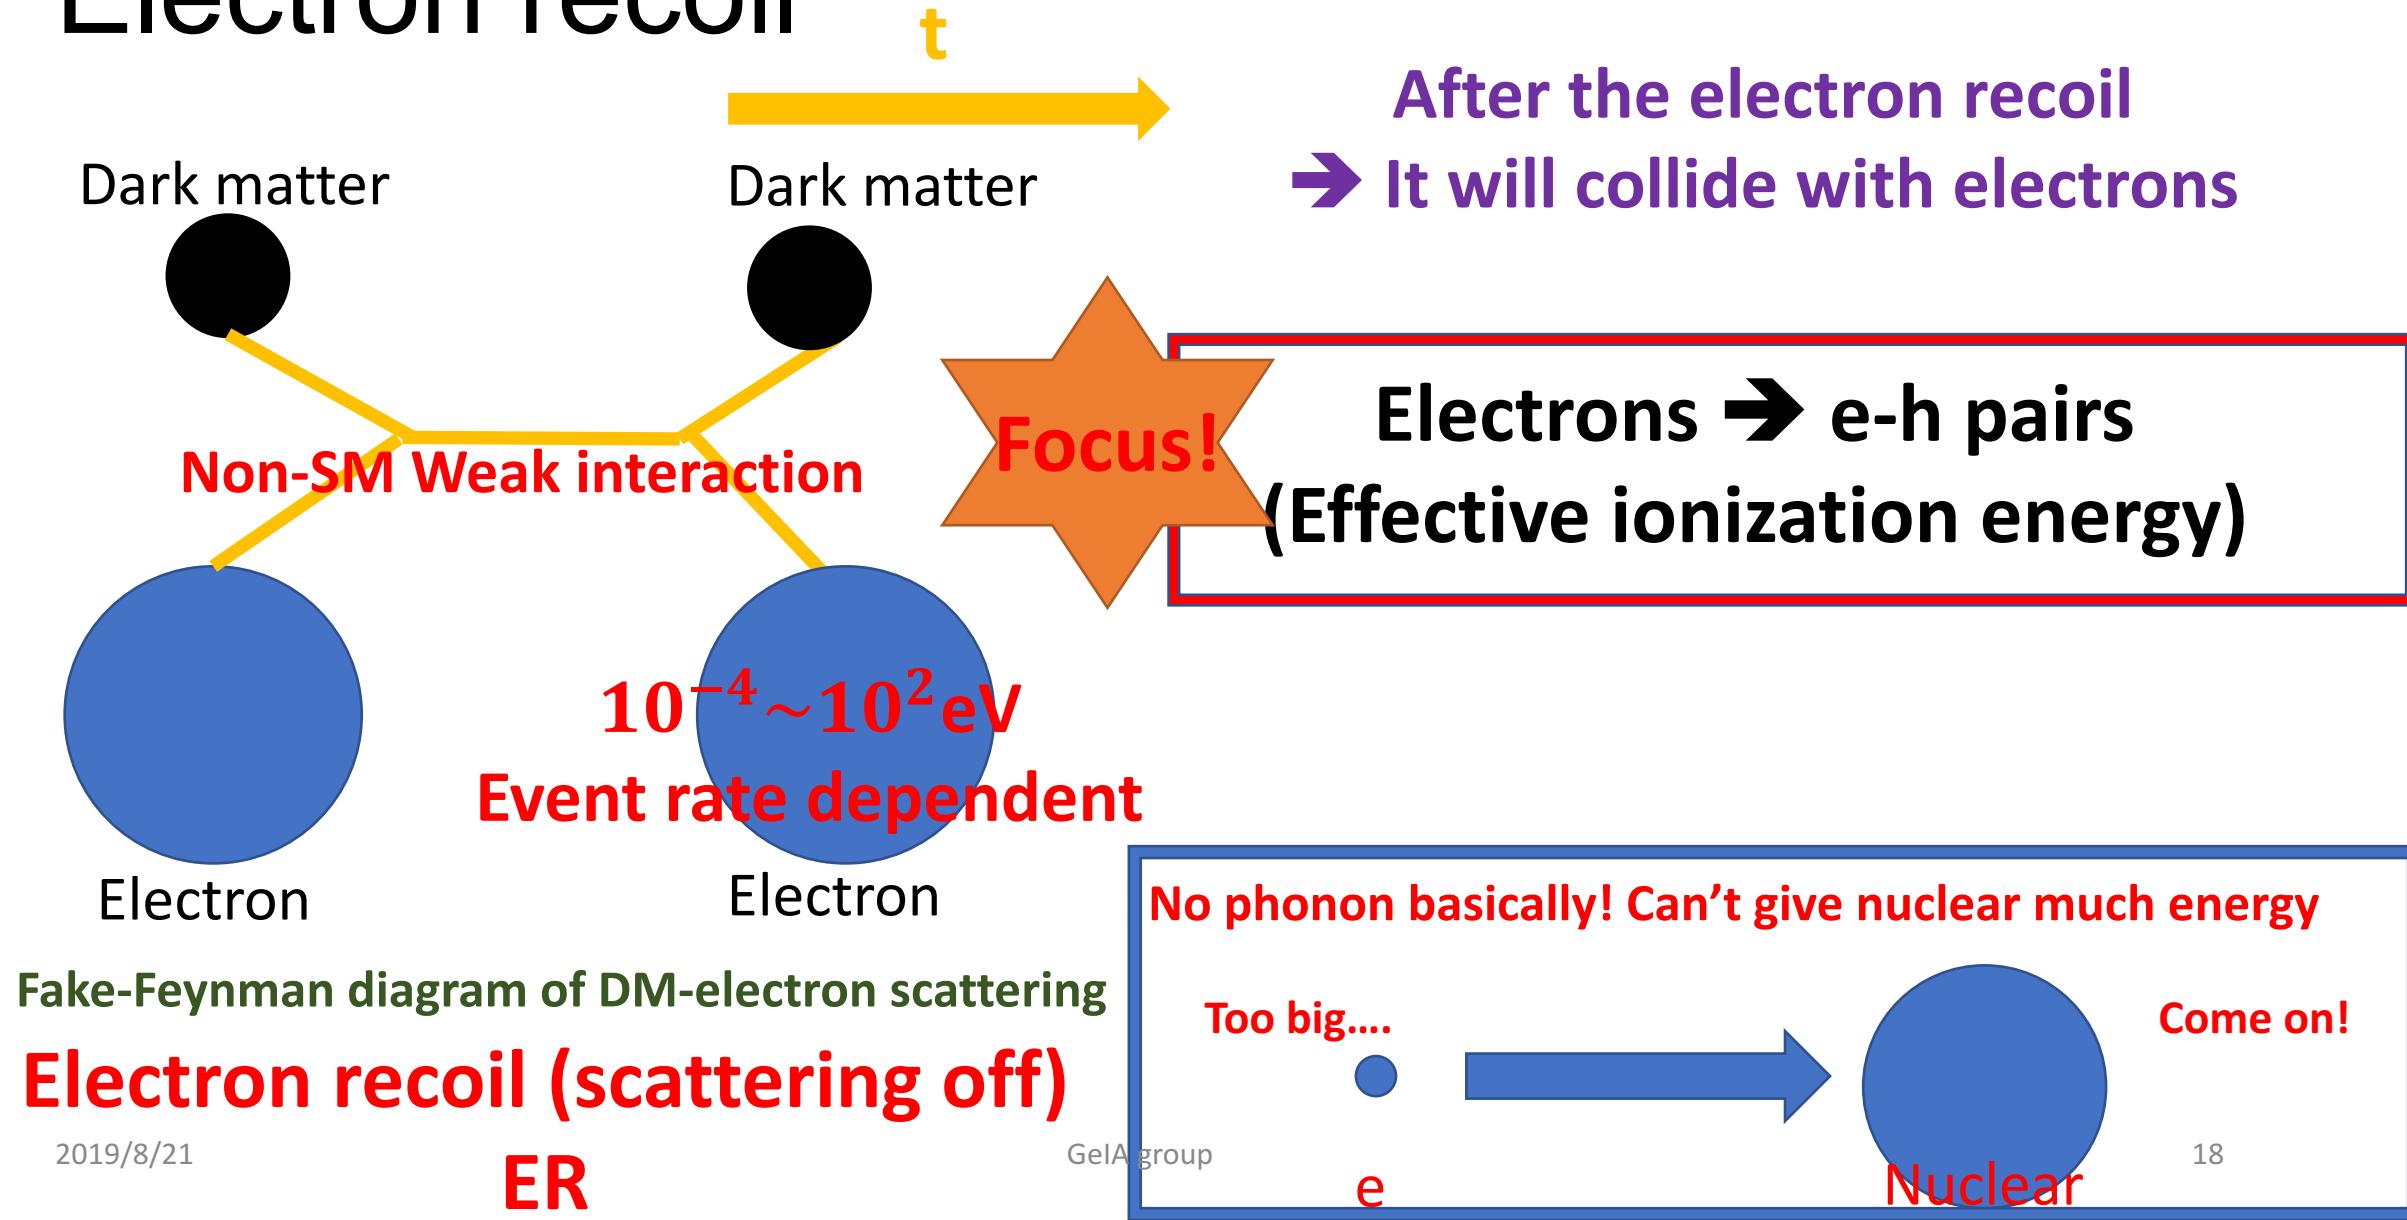 Electron recoil
t
Dark matter
Dark matter
Non-SM Weak interaction
10⁻⁴~10²eV
Event rate dependent
Electron
Electron
Fake-Feynman diagram of DM-electron scattering
Electron recoil (scattering off)
ER
After the electron recoil
➔ It will collide with electrons
Focus!
Electrons ➔ e-h pairs
(Effective ionization energy)
No phonon basically! Can’t give nuclear much energy
Too big....
Come on!
e
Nuclear
2019/8/21
GeIA group
18